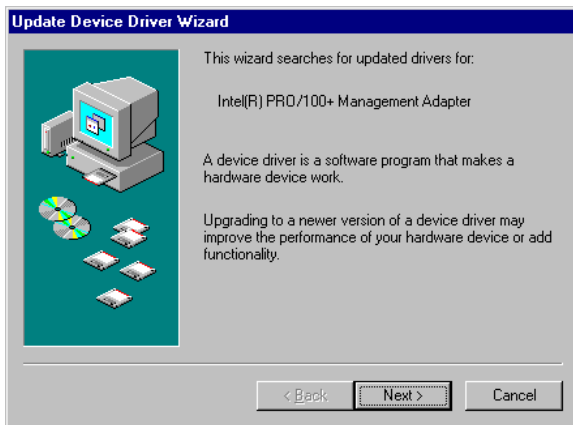 Update Device Driver Wizard
This wizard searches for updated drivers for:
Intel(R) PRO/100+ Management Adapter
A device driver is a software program that makes a
hardware device work.
Upgrading to a newer version of a device driver may
improve the performance of your hardware device or add
functionality.
< Back
Next >
Cancel